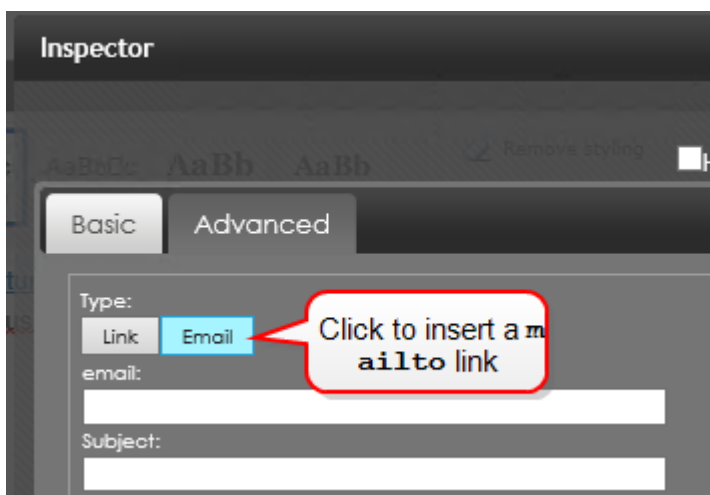 Inspector
AaBbCc AaBb AaBb Remove styling
Basic Advanced
Type:
Link Email
Click to insert a m
ailto link
email:
Subject: